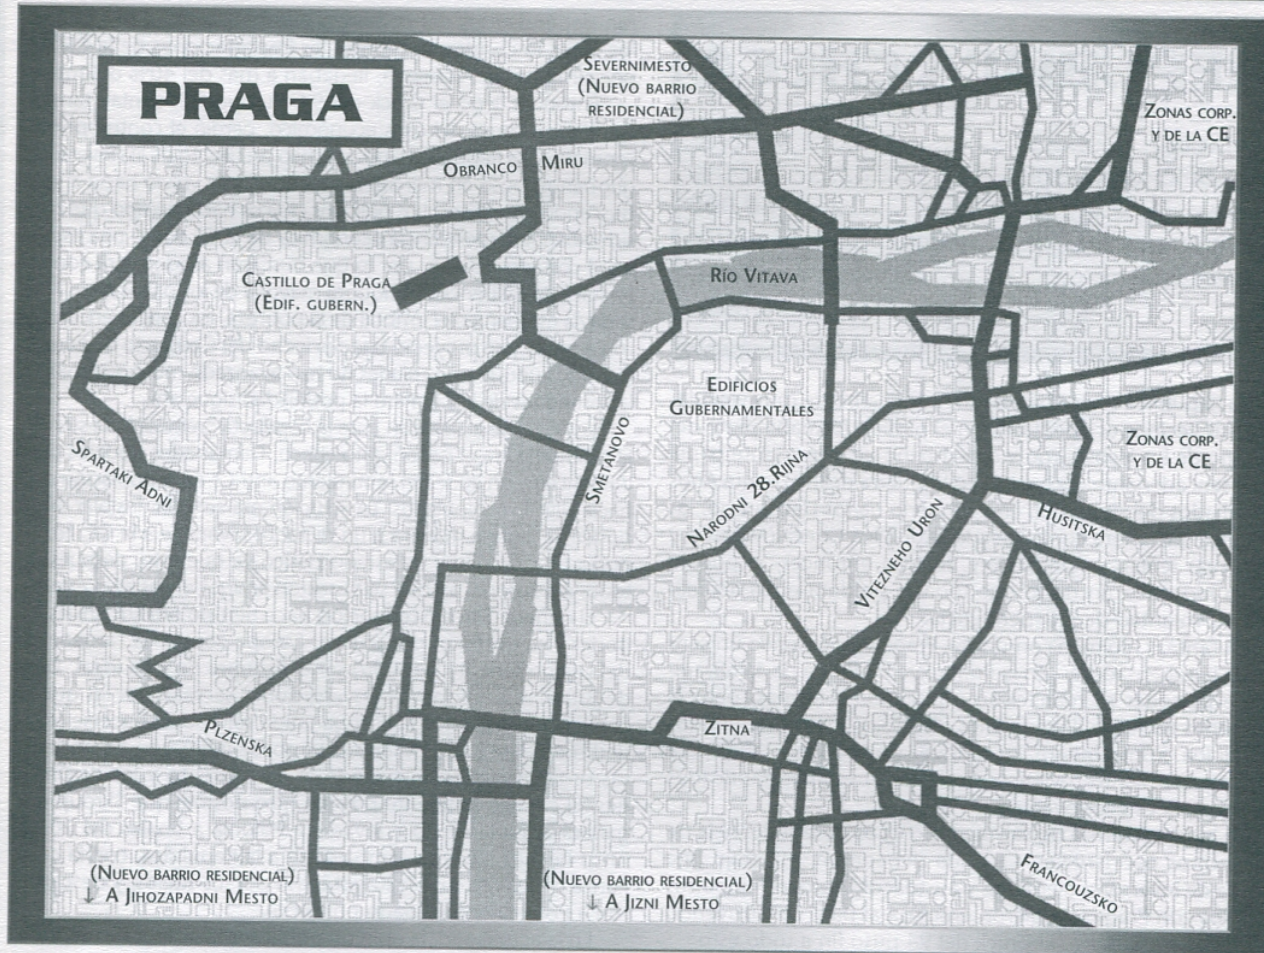 PRAGA
Severnimesto
(Nuevo barrio
residencial)
Zonas corp.
y de la CE
Obranco Miru
Castillo de Praga
(Edif. gubern.)
Río Vitava
Edificios
Gubernamentales
Spartaki Adni
Smetanovo
Narodni 28.Rijna
Zonas corp.
y de la CE
Vitezneho Uron
Husitska
Plzenska
Zitna
Francouzsko
(Nuevo barrio residencial)
↓ A Jihozapadni Mesto
(Nuevo barrio residencial)
↓ A Jizni Mesto